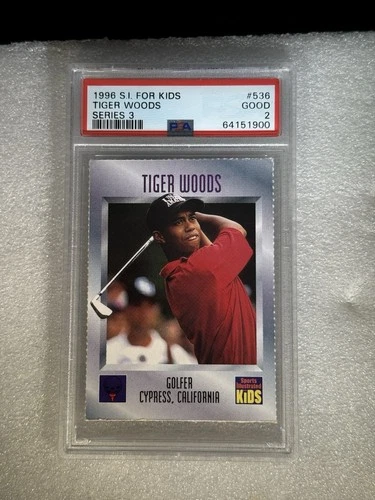 1996 S.I. FOR KIDS #536
TIGER WOODS GOOD
SERIES 3 PSA 2
64151900
TIGER WOODS
GOLFER
CYPRESS, CALIFORNIA
Sports
Illustrated
KiDS